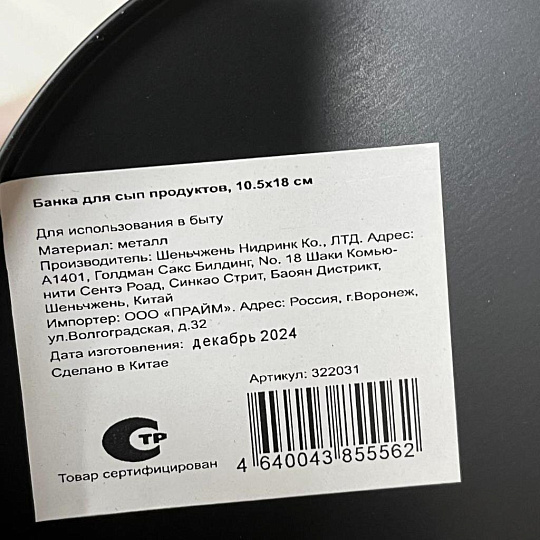 Банка для сып продуктов, 10.5x18 см
Для использования в быту
Материал: металл
Производитель: Шеньчжень Нидринк Ко., ЛТД. Адрес:
А1401, Голдман Сакс Билдинг, No. 18 Шаки Комью-
нити Сентэ Роад, Синкао Стрит, Баоян Дистрикт,
Шеньчжень, Китай
Импортер: ООО «ПРАЙМ». Адрес: Россия, г.Воронеж,
ул.Волгоградская, д.32
Дата изготовления: декабрь 2024
Сделано в Китае
Артикул: 322031
ТР
Товар сертифицирован
4 640043 855562